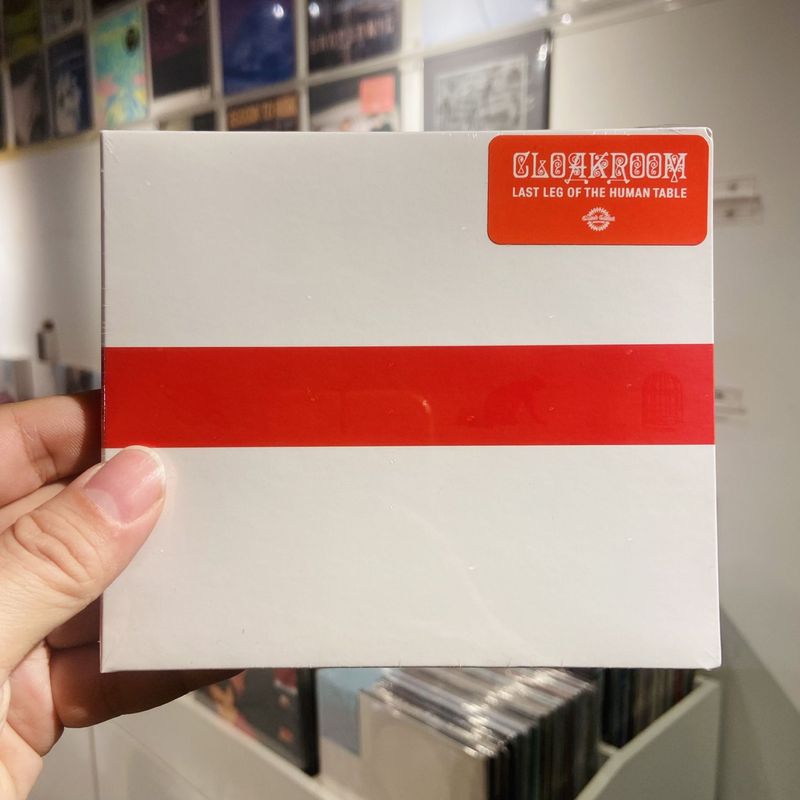 CLOAKROOM
LAST LEG OF THE HUMAN TABLE